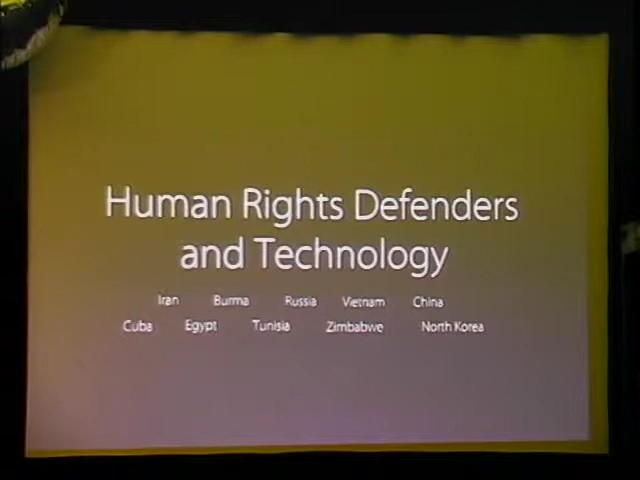 Human Rights Defenders
and Technology
Iran Burma Russia Vietnam China
Cuba Egypt Tunisia Zimbabwe North Korea